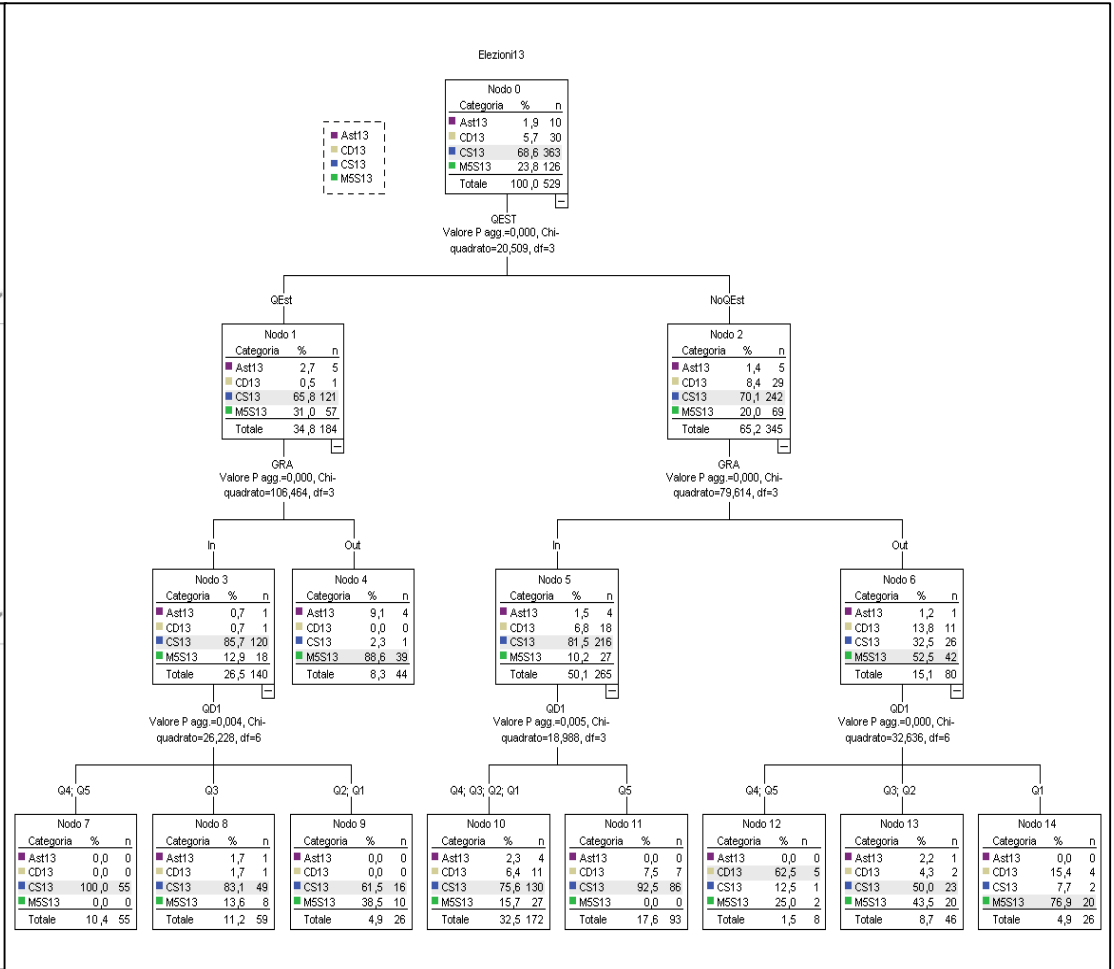 Elezioni13
Ast13
CD13
CS13
M5S13
Nodo 0
Categoria % n
Ast13 1,9 10
CD13 5,7 30
CS13 68,6 363
M5S13 23,8 126
Totale 100,0 529
QEST
Valore P agg.=0,000, Chi-
quadrato=20,509, df=3
QEst
NoQEst
Nodo 1
Categoria % n
Ast13 2,7 5
CD13 0,5 1
CS13 65,8 121
M5S13 31,0 57
Totale 34,8 184
Nodo 2
Categoria % n
Ast13 1,4 5
CD13 8,4 29
CS13 70,1 242
M5S13 20,0 69
Totale 65,2 345
GRA
Valore P agg.=0,000, Chi-
quadrato=106,464, df=3
GRA
Valore P agg.=0,000, Chi-
quadrato=79,614, df=3
In
Out
In
Out
Nodo 3
Categoria % n
Ast13 0,7 1
CD13 0,7 1
CS13 85,7 120
M5S13 12,9 18
Totale 26,5 140
Nodo 4
Categoria % n
Ast13 9,1 4
CD13 0,0 0
CS13 2,3 1
M5S13 88,6 39
Totale 8,3 44
Nodo 5
Categoria % n
Ast13 1,5 4
CD13 6,8 18
CS13 81,5 216
M5S13 10,2 27
Totale 50,1 265
Nodo 6
Categoria % n
Ast13 1,2 1
CD13 13,8 11
CS13 32,5 26
M5S13 52,5 42
Totale 15,1 80
QD1
Valore P agg.=0,004, Chi-
quadrato=26,228, df=6
QD1
Valore P agg.=0,005, Chi-
quadrato=18,988, df=3
QD1
Valore P agg.=0,000, Chi-
quadrato=32,636, df=6
Q4; Q5
Q3
Q2; Q1
Q4; Q3; Q2; Q1
Q5
Q4; Q5
Q3; Q2
Q1
Nodo 7
Categoria % n
Ast13 0,0 0
CD13 0,0 0
CS13 100,0 55
M5S13 0,0 0
Totale 10,4 55
Nodo 8
Categoria % n
Ast13 1,7 1
CD13 1,7 1
CS13 83,1 49
M5S13 13,6 8
Totale 11,2 59
Nodo 9
Categoria % n
Ast13 0,0 0
CD13 0,0 0
CS13 61,5 16
M5S13 38,5 10
Totale 4,9 26
Nodo 10
Categoria % n
Ast13 2,3 4
CD13 6,4 11
CS13 75,6 130
M5S13 15,7 27
Totale 32,5 172
Nodo 11
Categoria % n
Ast13 0,0 0
CD13 7,5 7
CS13 92,5 86
M5S13 0,0 0
Totale 17,6 93
Nodo 12
Categoria % n
Ast13 0,0 0
CD13 62,5 5
CS13 12,5 1
M5S13 25,0 2
Totale 1,5 8
Nodo 13
Categoria % n
Ast13 2,2 1
CD13 4,3 2
CS13 50,0 23
M5S13 43,5 20
Totale 8,7 46
Nodo 14
Categoria % n
Ast13 0,0 0
CD13 15,4 4
CS13 7,7 2
M5S13 76,9 20
Totale 4,9 26